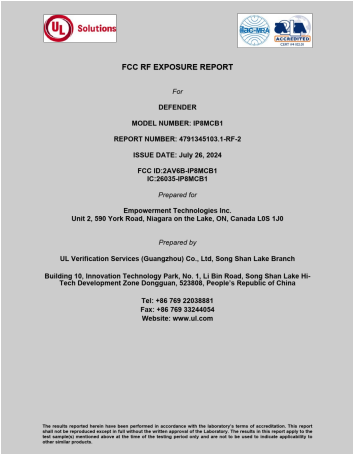 UL Solutions
ilac-MRA
ACCREDITED
FCC RF EXPOSURE REPORT
For
DEFENDER
MODEL NUMBER: IP8MCB1
REPORT NUMBER: 4791345103.1-RF-2
ISSUE DATE: July 26, 2024
FCC ID:2AV6B-IP8MCB1
IC:26035-IP8MCB1
Prepared for
Empowerment Technologies Inc.
Unit 2, 590 York Road, Niagara on the Lake, ON, Canada L0S 1J0
Prepared by
UL Verification Services (Guangzhou) Co., Ltd, Song Shan Lake Branch
Building 10, Innovation Technology Park, No. 1, Li Bin Road, Song Shan Lake Hi-
Tech Development Zone Dongguan, 523808, People's Republic of China
Tel: +86 769 22038881
Fax: +86 769 33244054
Website: www.ul.com
The results reported herein have been performed in accordance with the laboratory's terms of accreditation. This report
shall not be reproduced except in full without the written approval of the Laboratory. The results in this report apply to the
test sample(s) mentioned above at the time of the testing period only and are not to be used to indicate applicability to
other similar products.